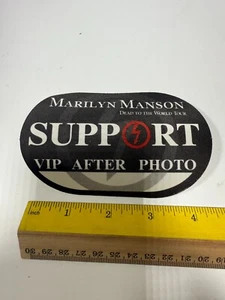 MARILYN MANSON
DEAD TO THE WORLD TOUR
SUPPORT
VIP AFTER PHOTO
1 2 3 4